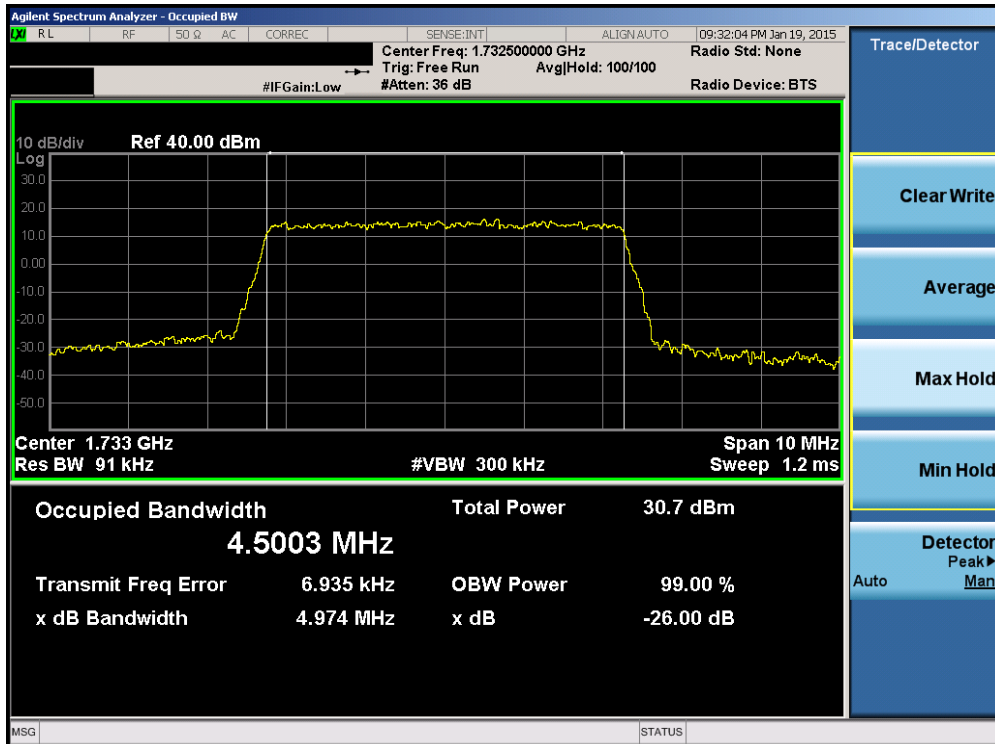 Agilent Spectrum Analyzer - Occupied BW
LXI RL RF 50 Ω AC CORREC SENSE:INT ALIGN AUTO 09:32:04 PM Jan 19, 2015
Center Freq: 1.732500000 GHz Radio Std: None
Trig: Free Run Avg|Hold: 100/100
#IFGain:Low #Atten: 36 dB Radio Device: BTS
10 dB/div Ref 40.00 dBm
Log
30.0
20.0
10.0
0.00
-10.0
-20.0
-30.0
-40.0
-50.0
Center 1.733 GHz Span 10 MHz
Res BW 91 kHz #VBW 300 kHz Sweep 1.2 ms
Occupied Bandwidth Total Power 30.7 dBm
4.5003 MHz
Transmit Freq Error 6.935 kHz OBW Power 99.00 %
x dB Bandwidth 4.974 MHz x dB -26.00 dB
MSG STATUS
Trace/Detector
Clear Write
Average
Max Hold
Min Hold
Detector
Peak▶
Auto Man